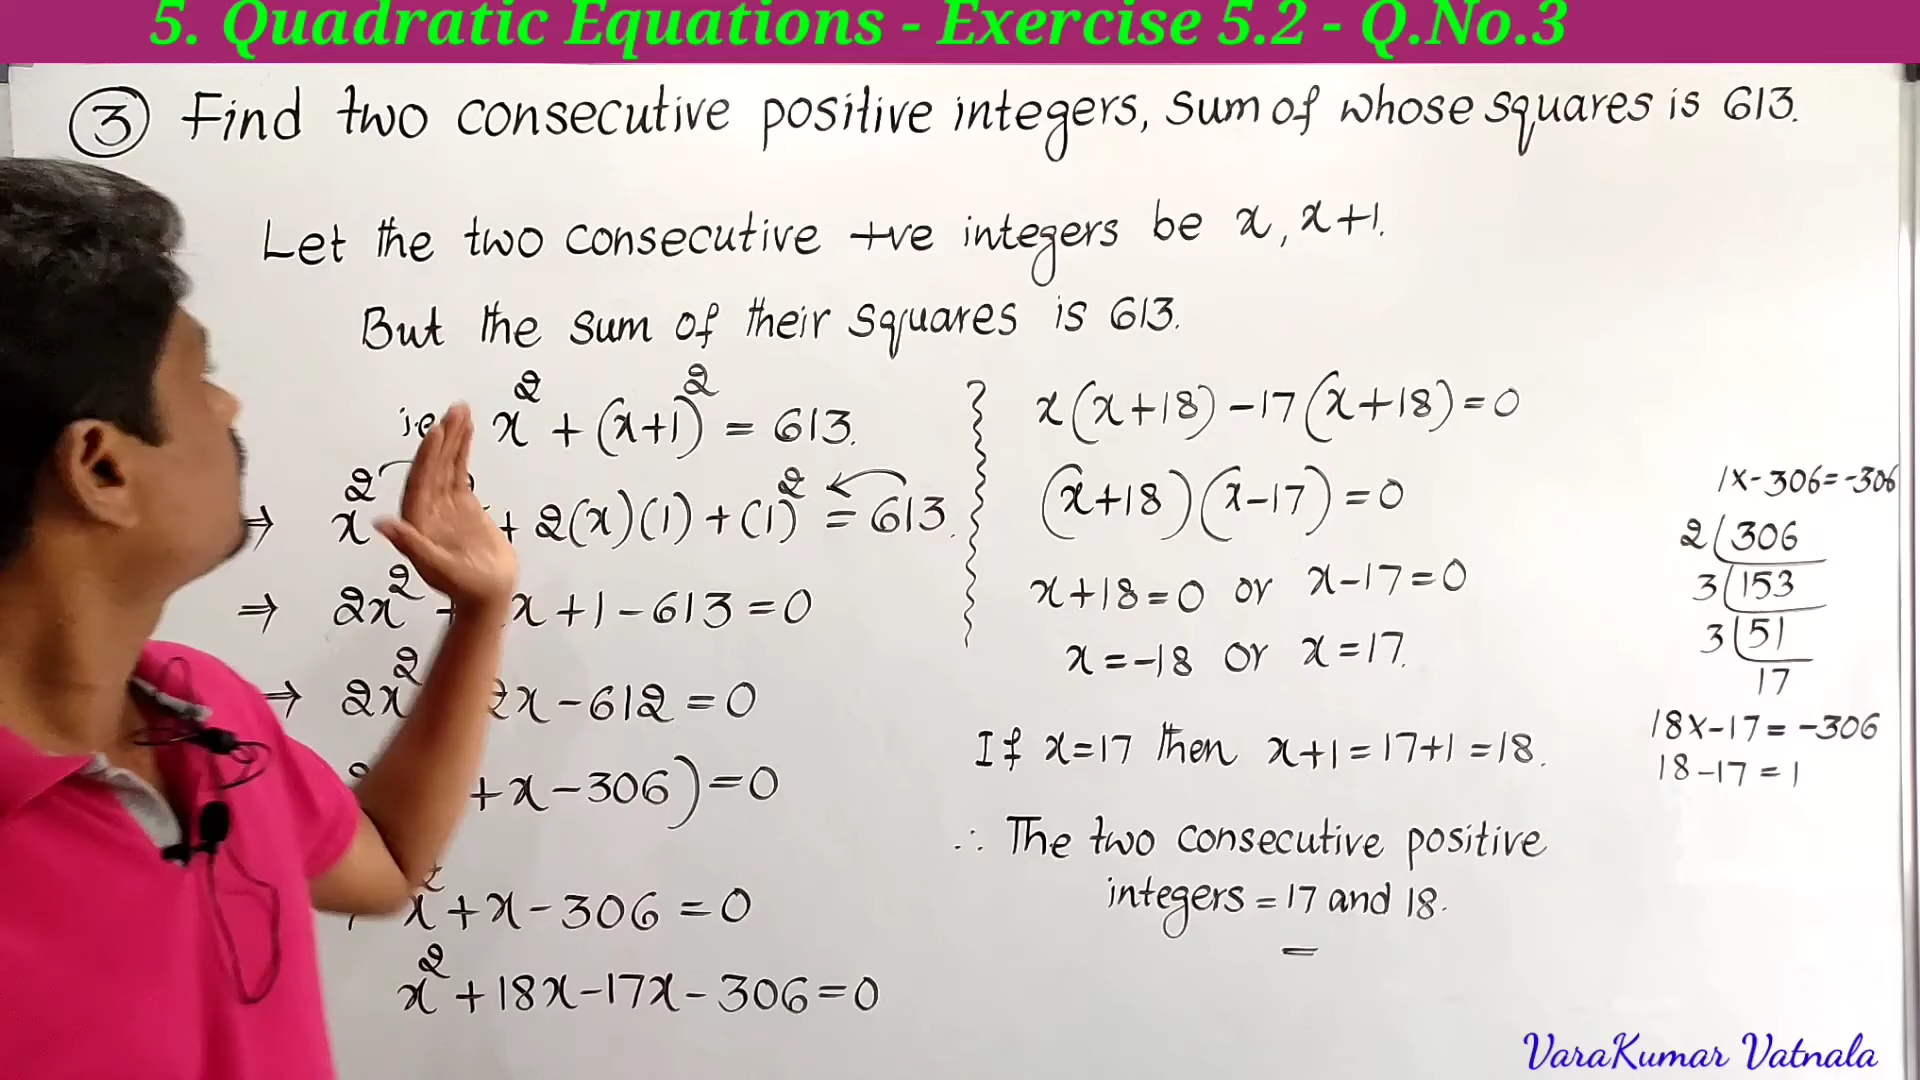 5. Quadratic Equations - Exercise 5.2 - Q.No.3
③ Find two consecutive positive integers, Sum of whose squares is 613.
Let the two consecutive +ve integers be x, x+1.
But the sum of their squares is 613.
x² + (x+1)² = 613.
⇒ x² + 2(x)(1) + (1)² = 613.
⇒ 2x² + x + 1 - 613 = 0
⇒ 2x² x - 612 = 0
+ x - 306) = 0
x² + x - 306 = 0
x² + 18x - 17x - 306 = 0
x(x+18) - 17(x+18) = 0
(x+18)(x-17) = 0
x+18=0 or x-17=0
x=-18 or x=17.
If x=17 then x+1=17+1=18.
∴ The two consecutive positive
integers = 17 and 18.
1x-306=-306
2 306
3 153
3 51
17
18x-17=-306
18-17=1
VaraKumar Vatnala